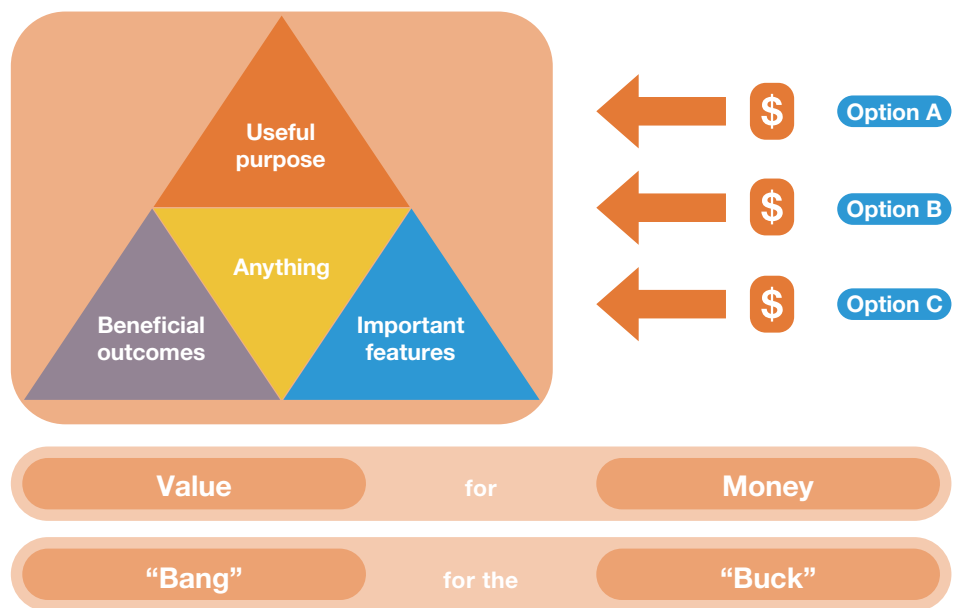 Useful
purpose
Anything
Beneficial
outcomes
Important
features
$ Option A
$ Option B
$ Option C
Value for Money
“Bang” for the “Buck”